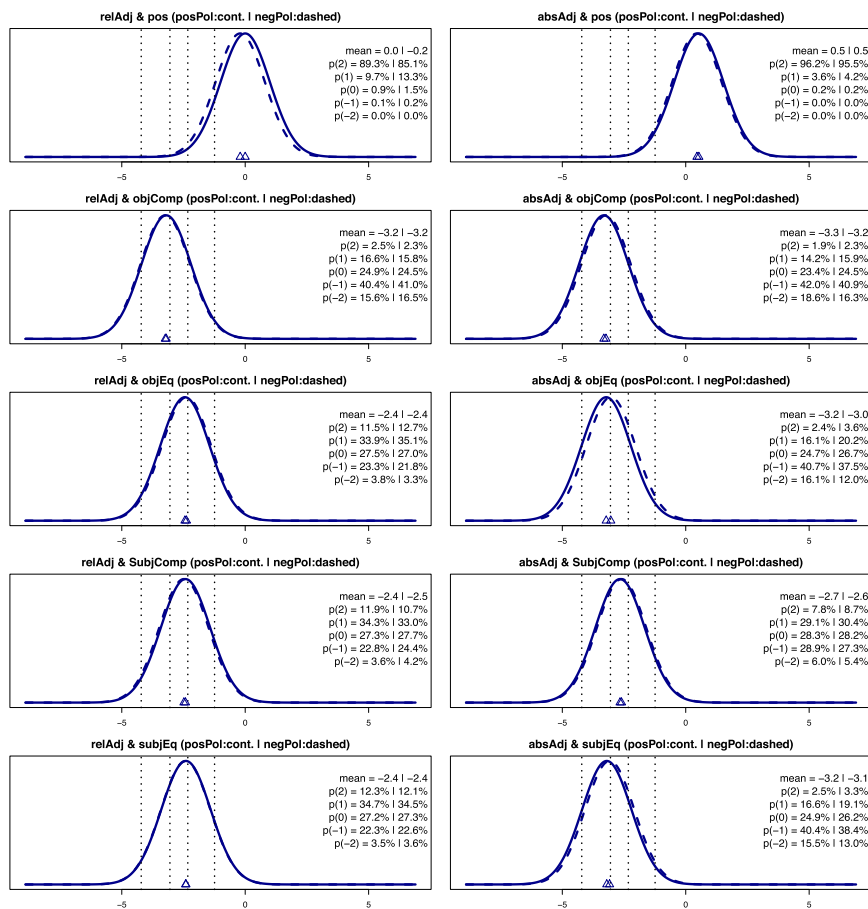 relAdj & pos (posPol:cont. | negPol:dashed)
mean = 0.0 | −0.2
p(2) = 89.3% | 85.1%
p(1) = 9.7% | 13.3%
p(0) = 0.9% | 1.5%
p(−1) = 0.1% | 0.2%
p(−2) = 0.0% | 0.0%
−5 0 5
absAdj & pos (posPol:cont. | negPol:dashed)
mean = 0.5 | 0.5
p(2) = 96.2% | 95.5%
p(1) = 3.6% | 4.2%
p(0) = 0.2% | 0.2%
p(−1) = 0.0% | 0.0%
p(−2) = 0.0% | 0.0%
−5 0 5
relAdj & objComp (posPol:cont. | negPol:dashed)
mean = −3.2 | −3.2
p(2) = 2.5% | 2.3%
p(1) = 16.6% | 15.8%
p(0) = 24.9% | 24.5%
p(−1) = 40.4% | 41.0%
p(−2) = 15.6% | 16.5%
−5 0 5
absAdj & objComp (posPol:cont. | negPol:dashed)
mean = −3.3 | −3.2
p(2) = 1.9% | 2.3%
p(1) = 14.2% | 15.9%
p(0) = 23.4% | 24.5%
p(−1) = 42.0% | 40.9%
p(−2) = 18.6% | 16.3%
−5 0 5
relAdj & objEq (posPol:cont. | negPol:dashed)
mean = −2.4 | −2.4
p(2) = 11.5% | 12.7%
p(1) = 33.9% | 35.1%
p(0) = 27.5% | 27.0%
p(−1) = 23.3% | 21.8%
p(−2) = 3.8% | 3.3%
−5 0 5
absAdj & objEq (posPol:cont. | negPol:dashed)
mean = −3.2 | −3.0
p(2) = 2.4% | 3.6%
p(1) = 16.1% | 20.2%
p(0) = 24.7% | 26.7%
p(−1) = 40.7% | 37.5%
p(−2) = 16.1% | 12.0%
−5 0 5
relAdj & SubjComp (posPol:cont. | negPol:dashed)
mean = −2.4 | −2.5
p(2) = 11.9% | 10.7%
p(1) = 34.3% | 33.0%
p(0) = 27.3% | 27.7%
p(−1) = 22.8% | 24.4%
p(−2) = 3.6% | 4.2%
−5 0 5
absAdj & SubjComp (posPol:cont. | negPol:dashed)
mean = −2.7 | −2.6
p(2) = 7.8% | 8.7%
p(1) = 29.1% | 30.4%
p(0) = 28.3% | 28.2%
p(−1) = 28.9% | 27.3%
p(−2) = 6.0% | 5.4%
−5 0 5
relAdj & subjEq (posPol:cont. | negPol:dashed)
mean = −2.4 | −2.4
p(2) = 12.3% | 12.1%
p(1) = 34.7% | 34.5%
p(0) = 27.2% | 27.3%
p(−1) = 22.3% | 22.6%
p(−2) = 3.5% | 3.6%
−5 0 5
absAdj & subjEq (posPol:cont. | negPol:dashed)
mean = −3.2 | −3.1
p(2) = 2.5% | 3.3%
p(1) = 16.6% | 19.1%
p(0) = 24.9% | 26.2%
p(−1) = 40.4% | 38.4%
p(−2) = 15.5% | 13.0%
−5 0 5